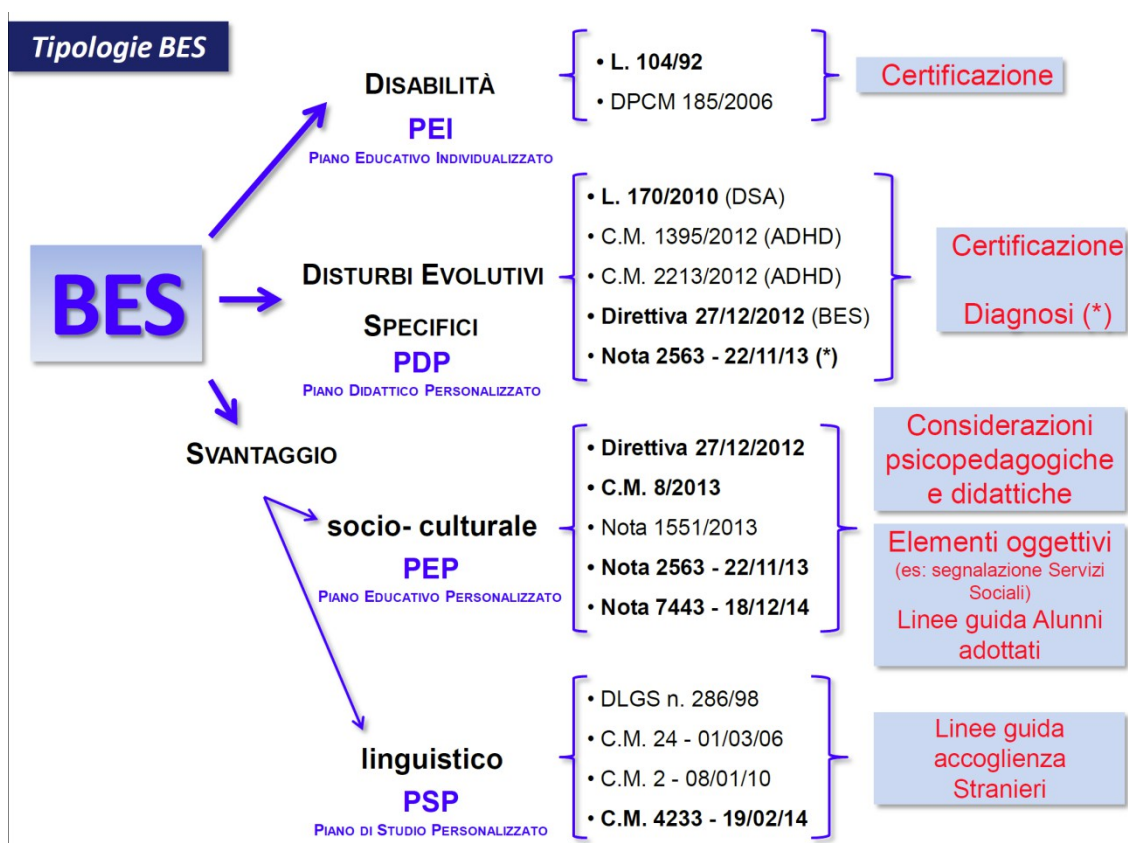 Tipologie BES
BES
DISABILITÀ
PEI
PIANO EDUCATIVO INDIVIDUALIZZATO
• L. 104/92
• DPCM 185/2006
Certificazione
DISTURBI EVOLUTIVI
SPECIFICI
PDP
PIANO DIDATTICO PERSONALIZZATO
• L. 170/2010 (DSA)
• C.M. 1395/2012 (ADHD)
• C.M. 2213/2012 (ADHD)
• Direttiva 27/12/2012 (BES)
• Nota 2563 - 22/11/13 (*)
Certificazione
Diagnosi (*)
SVANTAGGIO
socio- culturale
PEP
PIANO EDUCATIVO PERSONALIZZATO
• Direttiva 27/12/2012
• C.M. 8/2013
• Nota 1551/2013
• Nota 2563 - 22/11/13
• Nota 7443 - 18/12/14
Considerazioni
psicopedagogiche
e didattiche
Elementi oggettivi
(es: segnalazione Servizi
Sociali)
Linee guida Alunni
adottati
linguistico
PSP
PIANO DI STUDIO PERSONALIZZATO
• DLGS n. 286/98
• C.M. 24 - 01/03/06
• C.M. 2 - 08/01/10
• C.M. 4233 - 19/02/14
Linee guida
accoglienza
Stranieri